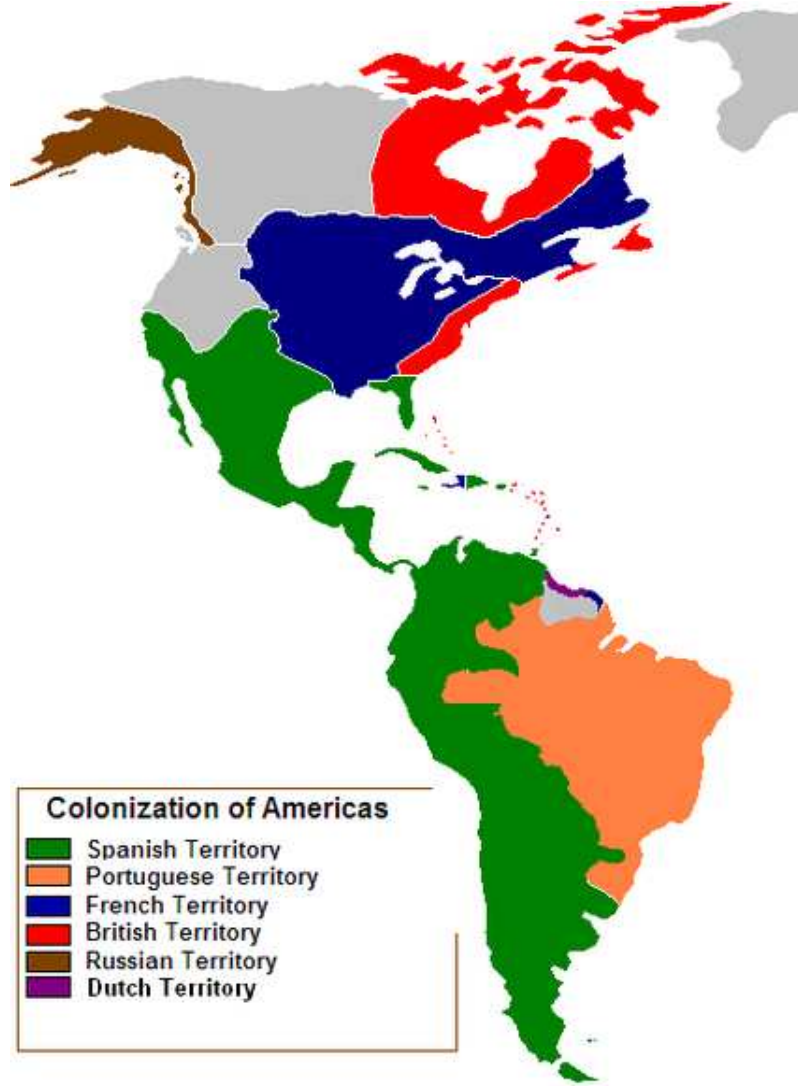 Colonization of Americas
Spanish Territory
Portuguese Territory
French Territory
British Territory
Russian Territory
Dutch Territory